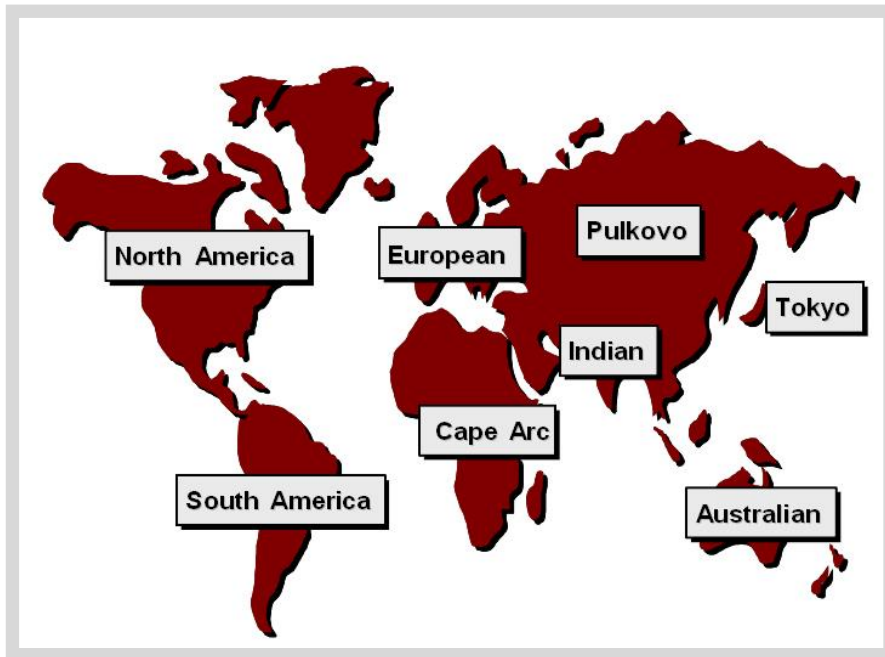 North America
European
Pulkovo
Tokyo
Indian
Cape Arc
South America
Australian